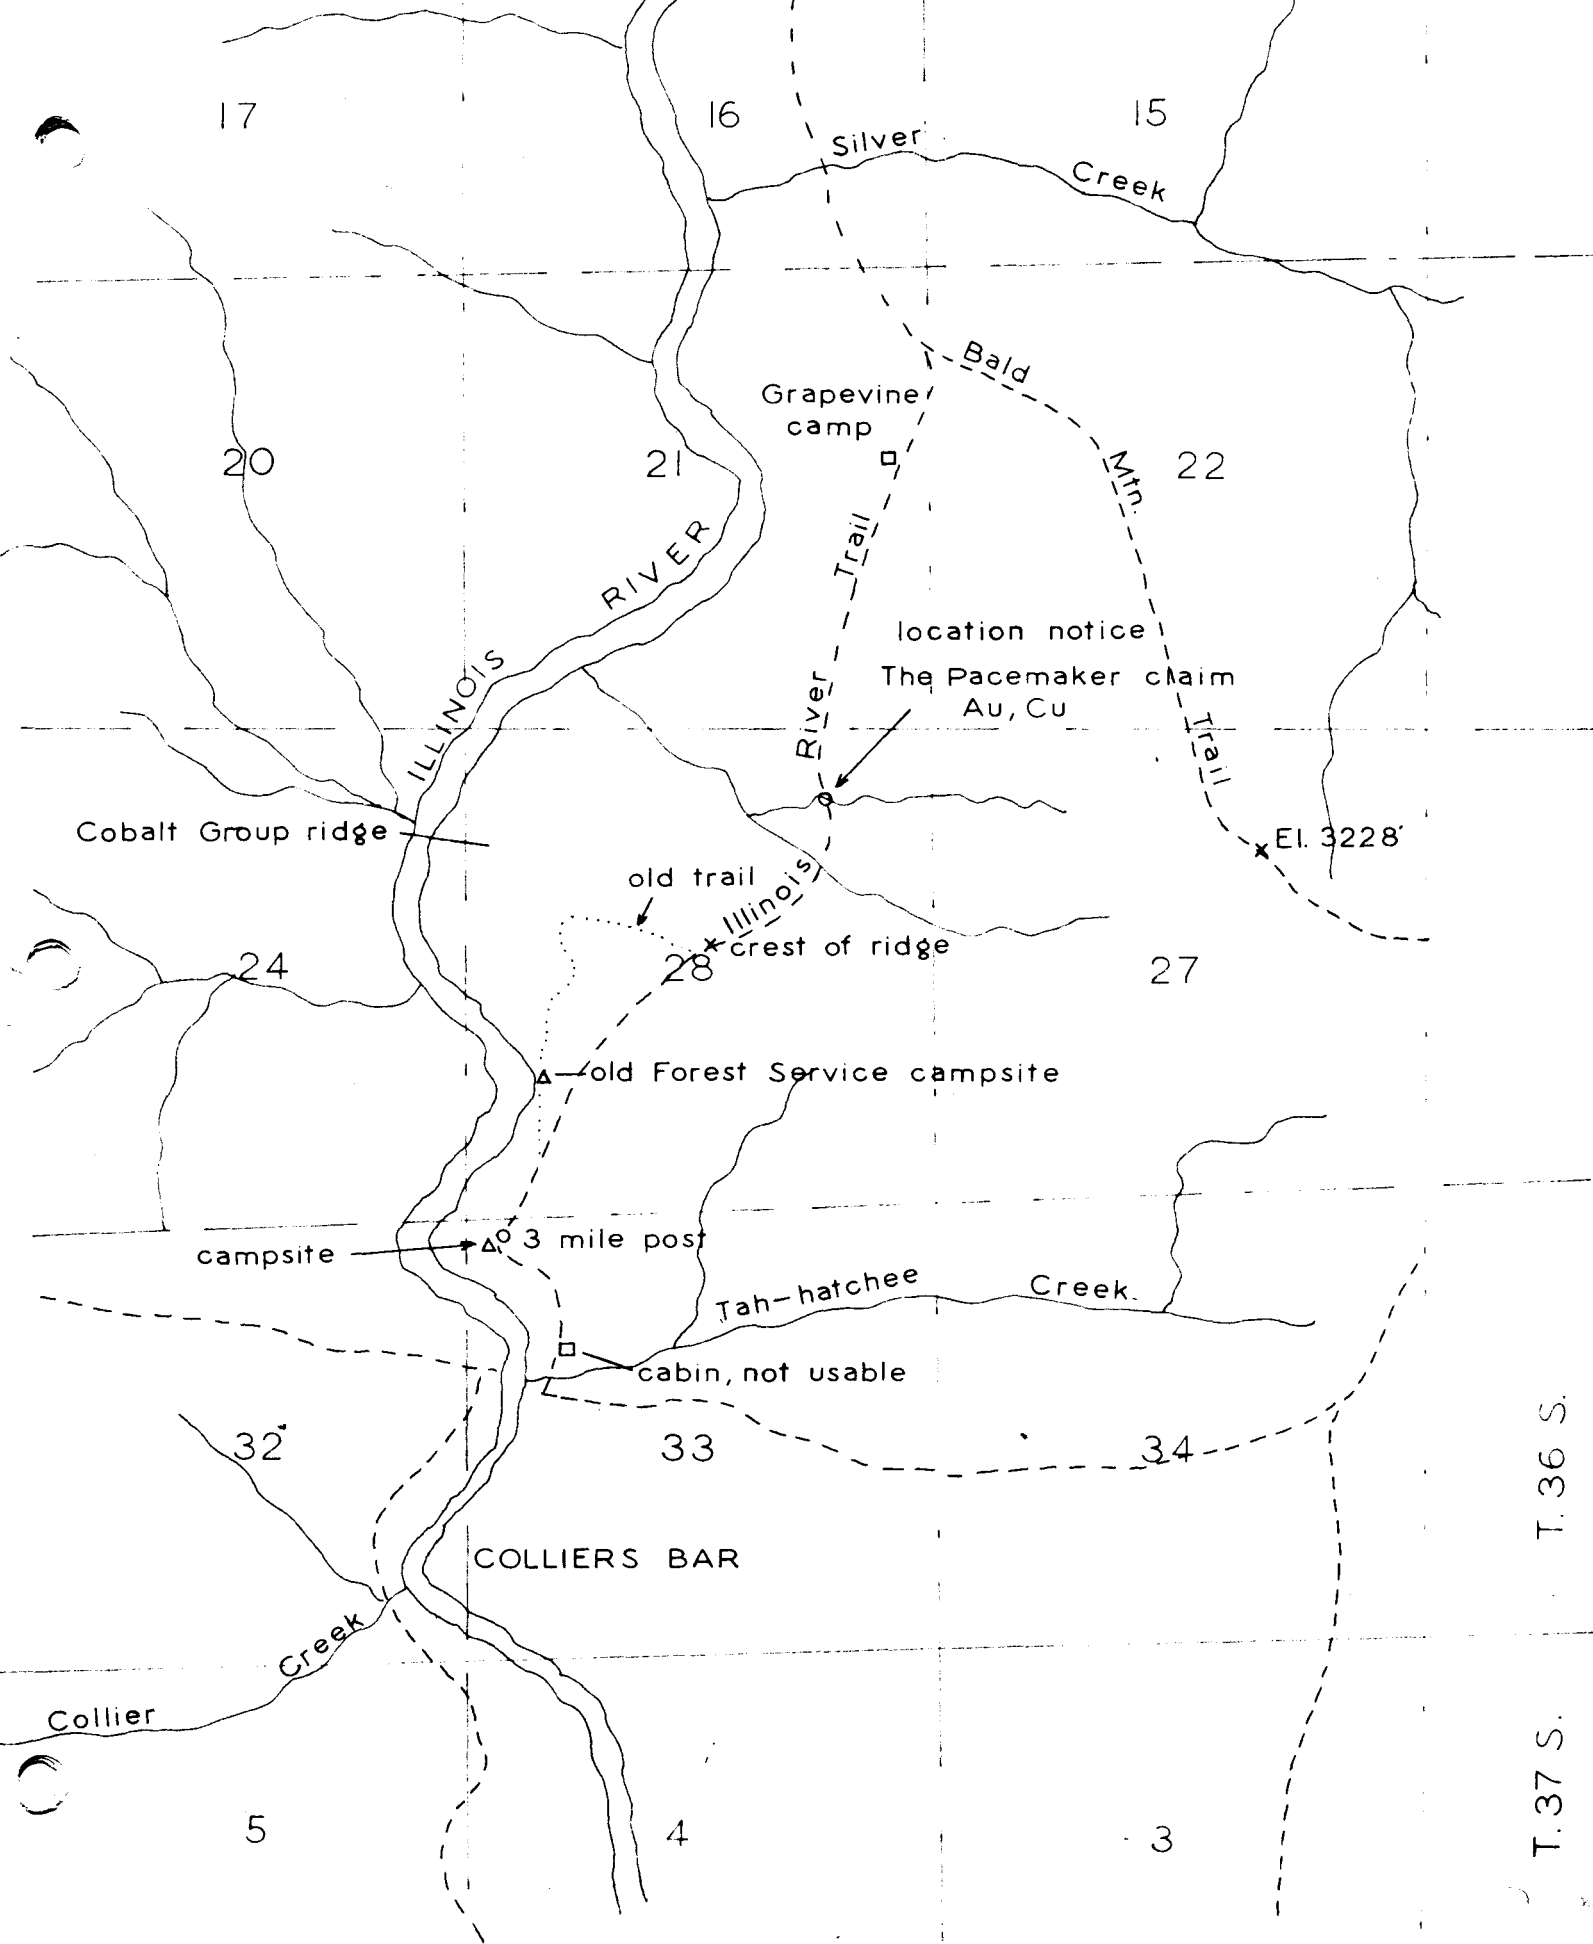 17
16
15
Silver
Creek
Bald
Grapevine
camp
20
21
22
Mtn.
Trail
RIVER
location notice
The Pacemaker claim
Au, Cu
ILLINOIS
River
Trail
Cobalt Group ridge
El. 3228'
old trail
Illinois
crest of ridge
24
28
27
old Forest Service campsite
3 mile post
campsite
Tah-hatchee Creek.
cabin, not usable
32
33
34
T. 36 S.
COLLIERS BAR
Creek
Collier
T. 37 S.
5
4
3